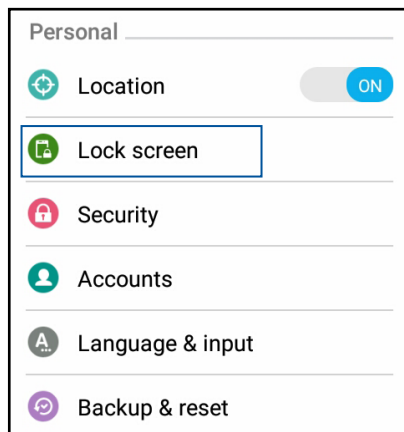 Personal
Location ON
Lock screen
Security
Accounts
A...
Language & input
Backup & reset